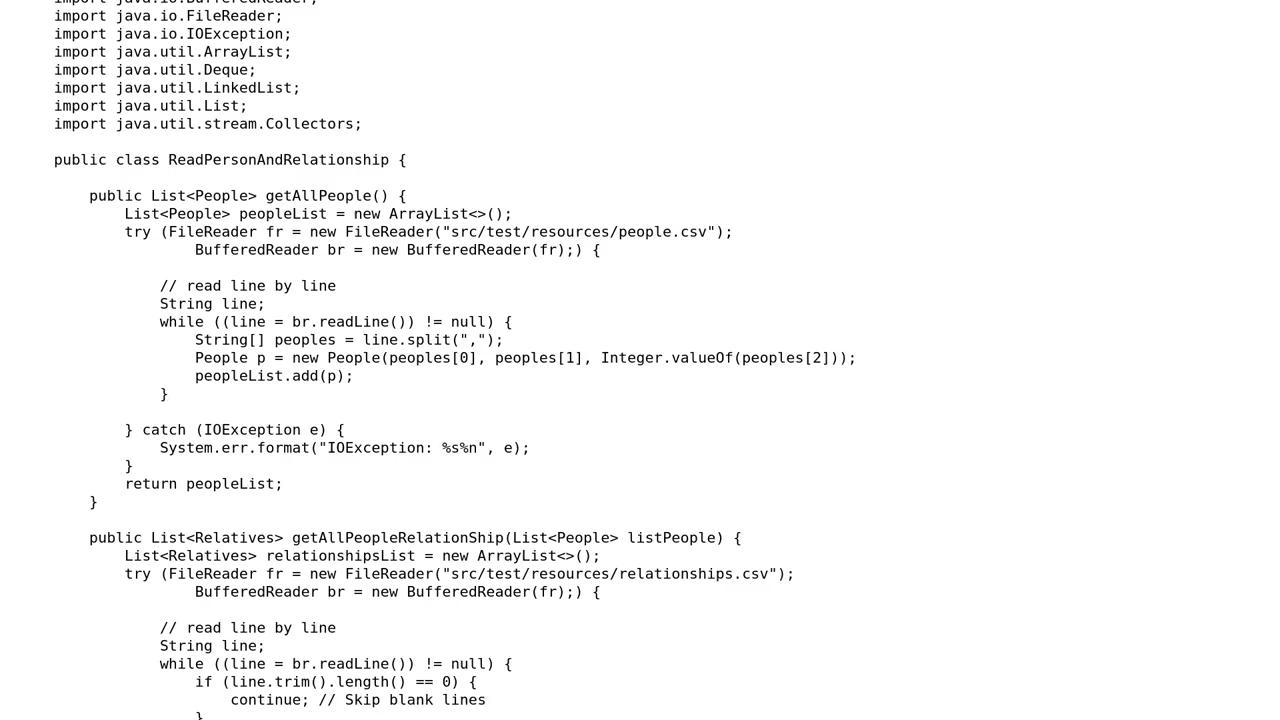 import java.io.BufferedReader;
import java.io.FileReader;
import java.io.IOException;
import java.util.ArrayList;
import java.util.Deque;
import java.util.LinkedList;
import java.util.List;
import java.util.stream.Collectors;

public class ReadPersonAndRelationship {

    public List<People> getAllPeople() {
        List<People> peopleList = new ArrayList<>();
        try (FileReader fr = new FileReader("src/test/resources/people.csv");
                BufferedReader br = new BufferedReader(fr);) {

            // read line by line
            String line;
            while ((line = br.readLine()) != null) {
                String[] peoples = line.split(",");
                People p = new People(peoples[0], peoples[1], Integer.valueOf(peoples[2]));
                peopleList.add(p);
            }

        } catch (IOException e) {
            System.err.format("IOException: %s%n", e);
        }
        return peopleList;
    }

    public List<Relatives> getAllPeopleRelationShip(List<People> listPeople) {
        List<Relatives> relationshipsList = new ArrayList<>();
        try (FileReader fr = new FileReader("src/test/resources/relationships.csv");
                BufferedReader br = new BufferedReader(fr);) {

            // read line by line
            String line;
            while ((line = br.readLine()) != null) {
                if (line.trim().length() == 0) {
                    continue; // Skip blank lines
                }